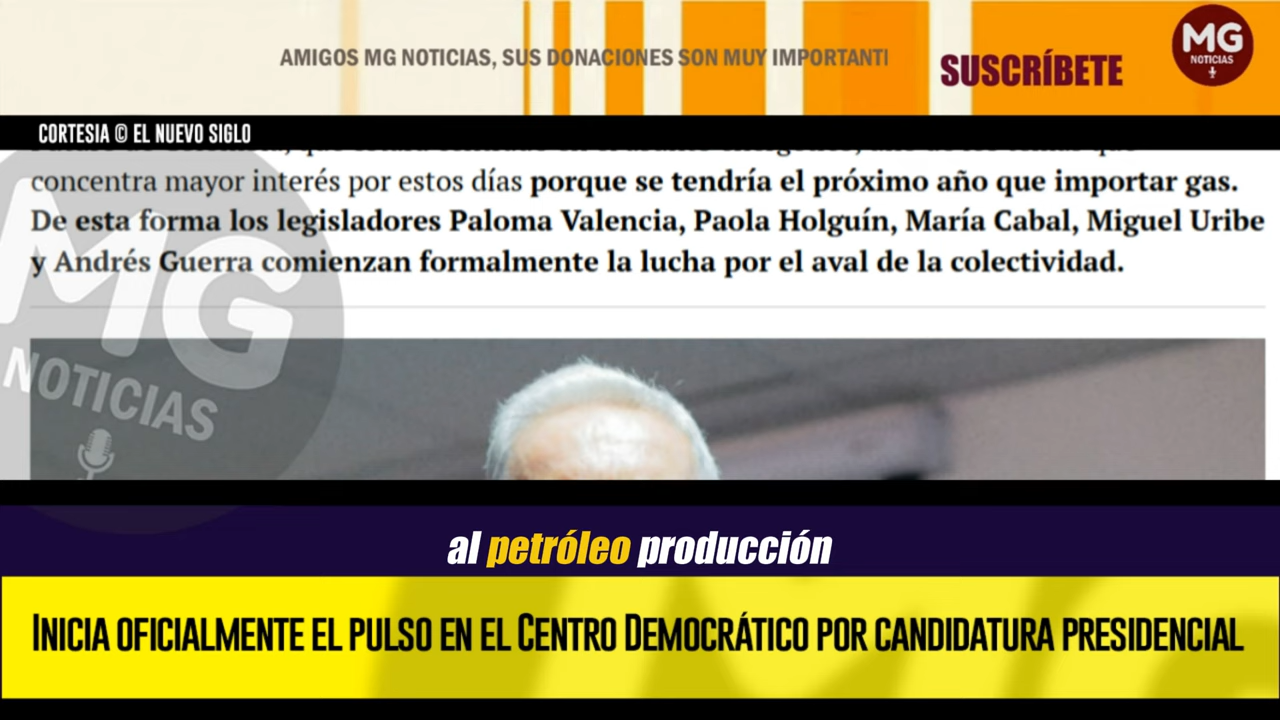 AMIGOS MG NOTICIAS, SUS DONACIONES SON MUY IMPORTANTI
SUSCRÍBETE
MG
NOTICIAS
CORTESIA © EL NUEVO SIGLO
concentra mayor interés por estos días porque se tendría el próximo año que importar gas.
De esta forma los legisladores Paloma Valencia, Paola Holguín, María Cabal, Miguel Uribe
y Andrés Guerra comienzan formalmente la lucha por el aval de la colectividad.
MG
NOTICIAS
al petróleo producción
INICIA OFICIALMENTE EL PULSO EN EL CENTRO DEMOCRÁTICO POR CANDIDATURA PRESIDENCIAL